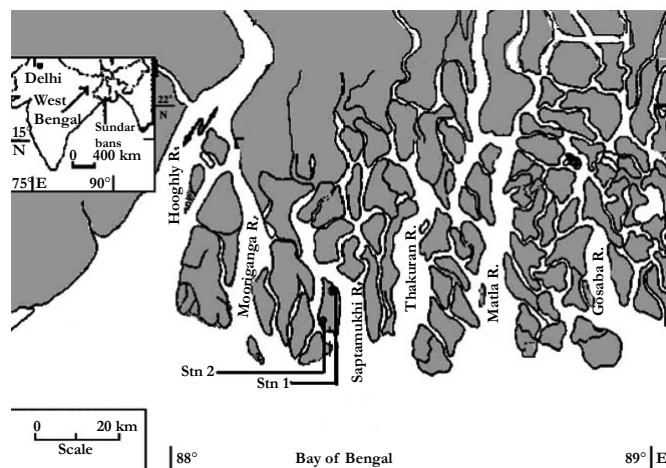 Delhi
West
Bengal
15°
N
Sundar
bans
0 400 km
75° E 90°
22°
N
Hooghly R.
Mooriganga R.
Saptamukhi R.
Thakuran R.
Matla R.
Gosaba R.
Stn 2
Stn 1
0 20 km
Scale
88° Bay of Bengal 89° E